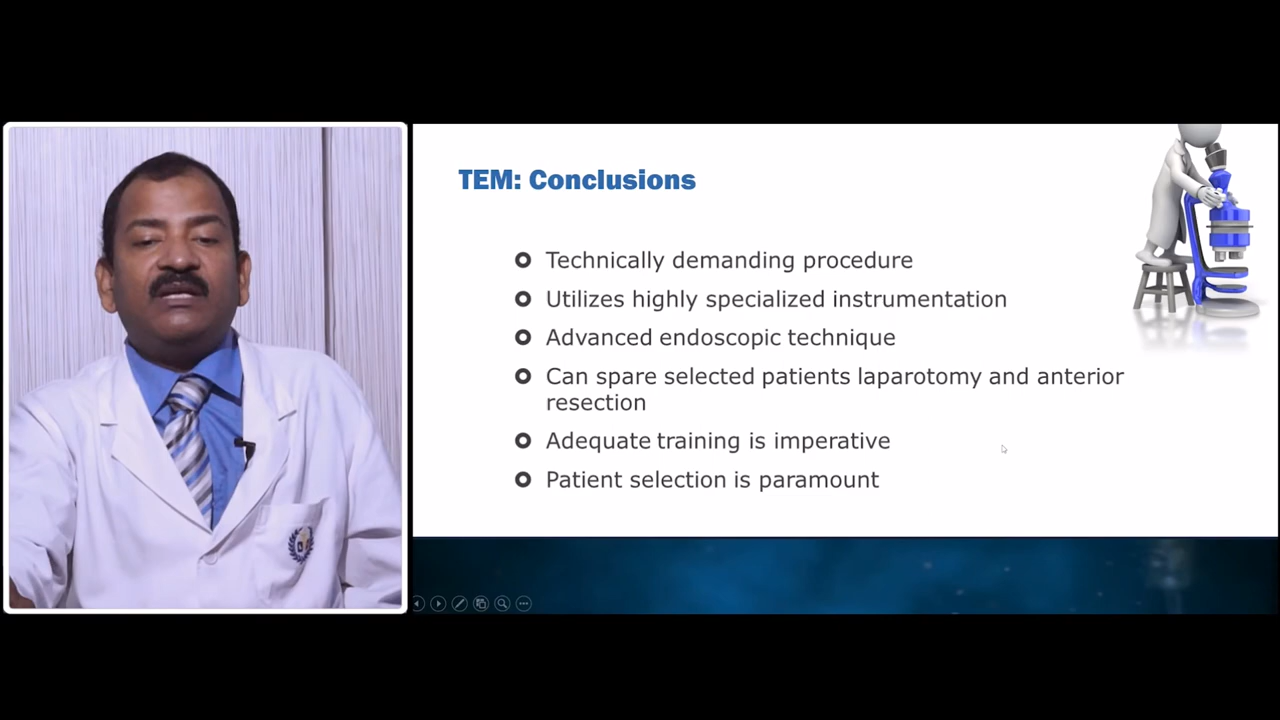 TEM: Conclusions
Technically demanding procedure
Utilizes highly specialized instrumentation
Advanced endoscopic technique
Can spare selected patients laparotomy and anterior
resection
Adequate training is imperative
Patient selection is paramount